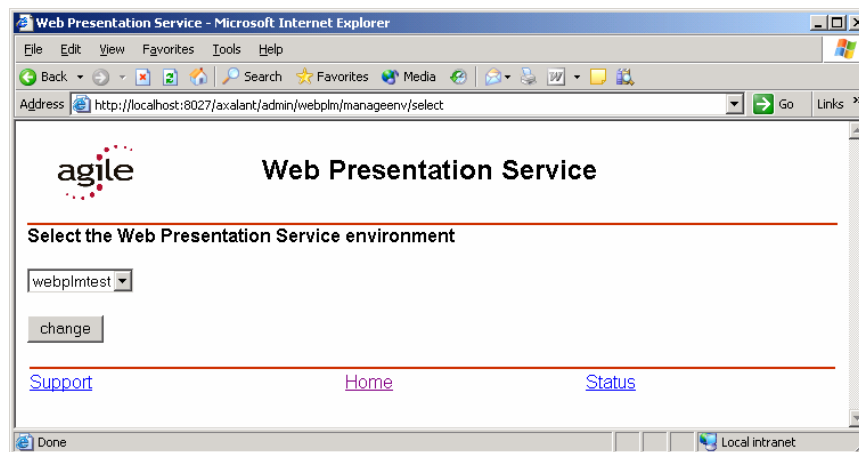 Web Presentation Service - Microsoft Internet Explorer
File Edit View Favorites Tools Help
Back Search Favorites Media
Address http://localhost:8027/axalant/admin/webplm/manageenv/select Go Links »
agile Web Presentation Service
Select the Web Presentation Service environment
webplmtest
change
Support Home Status
Done Local intranet